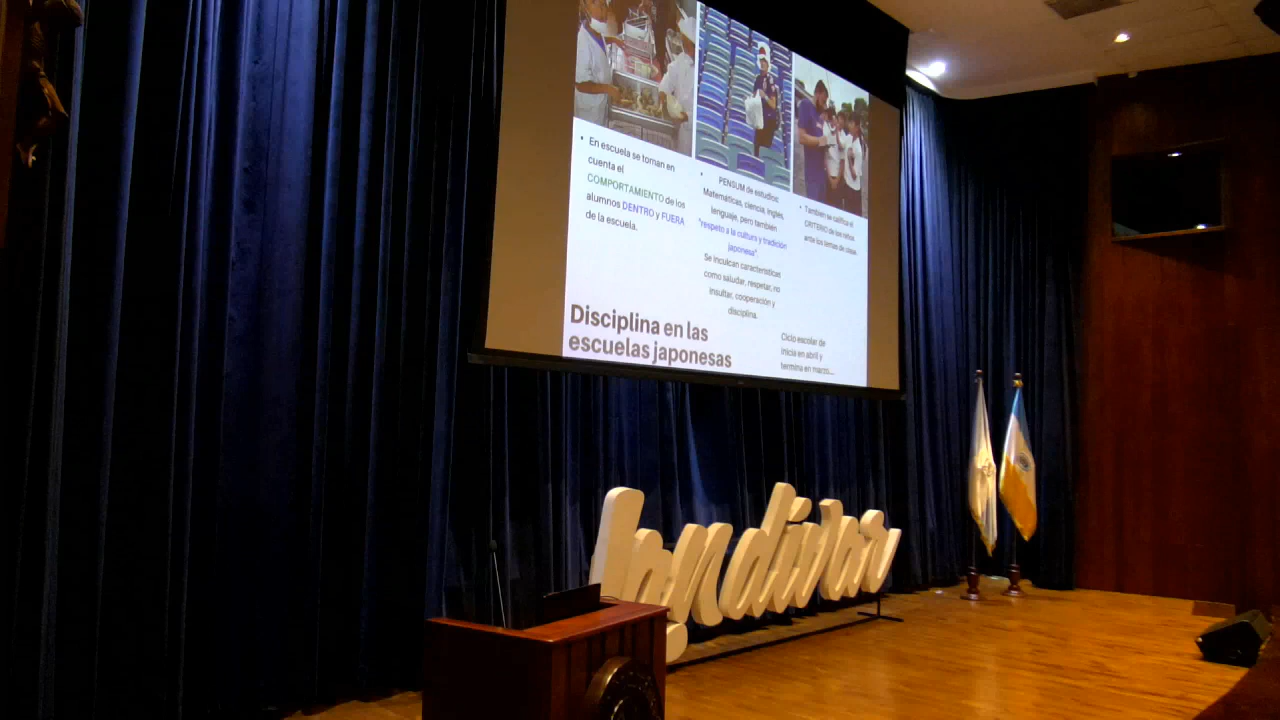 • En escuela se toman en
cuenta el
COMPORTAMIENTO de los
alumnos DENTRO y FUERA
de la escuela.
• PENSUM de estudios:
Matemáticas, ciencia, inglés,
lenguaje, pero también
"respeto a la cultura y tradición
japonesa"
Se inculcan características
como saludar, respetar, no
insultar, cooperación y
disciplina.
• También se califica el
CRITERIO de los niños
ante los temas de clase.
Disciplina en las
escuelas japonesas
Ciclo escolar de
inicia en abril y
termina en marzo...
landívar